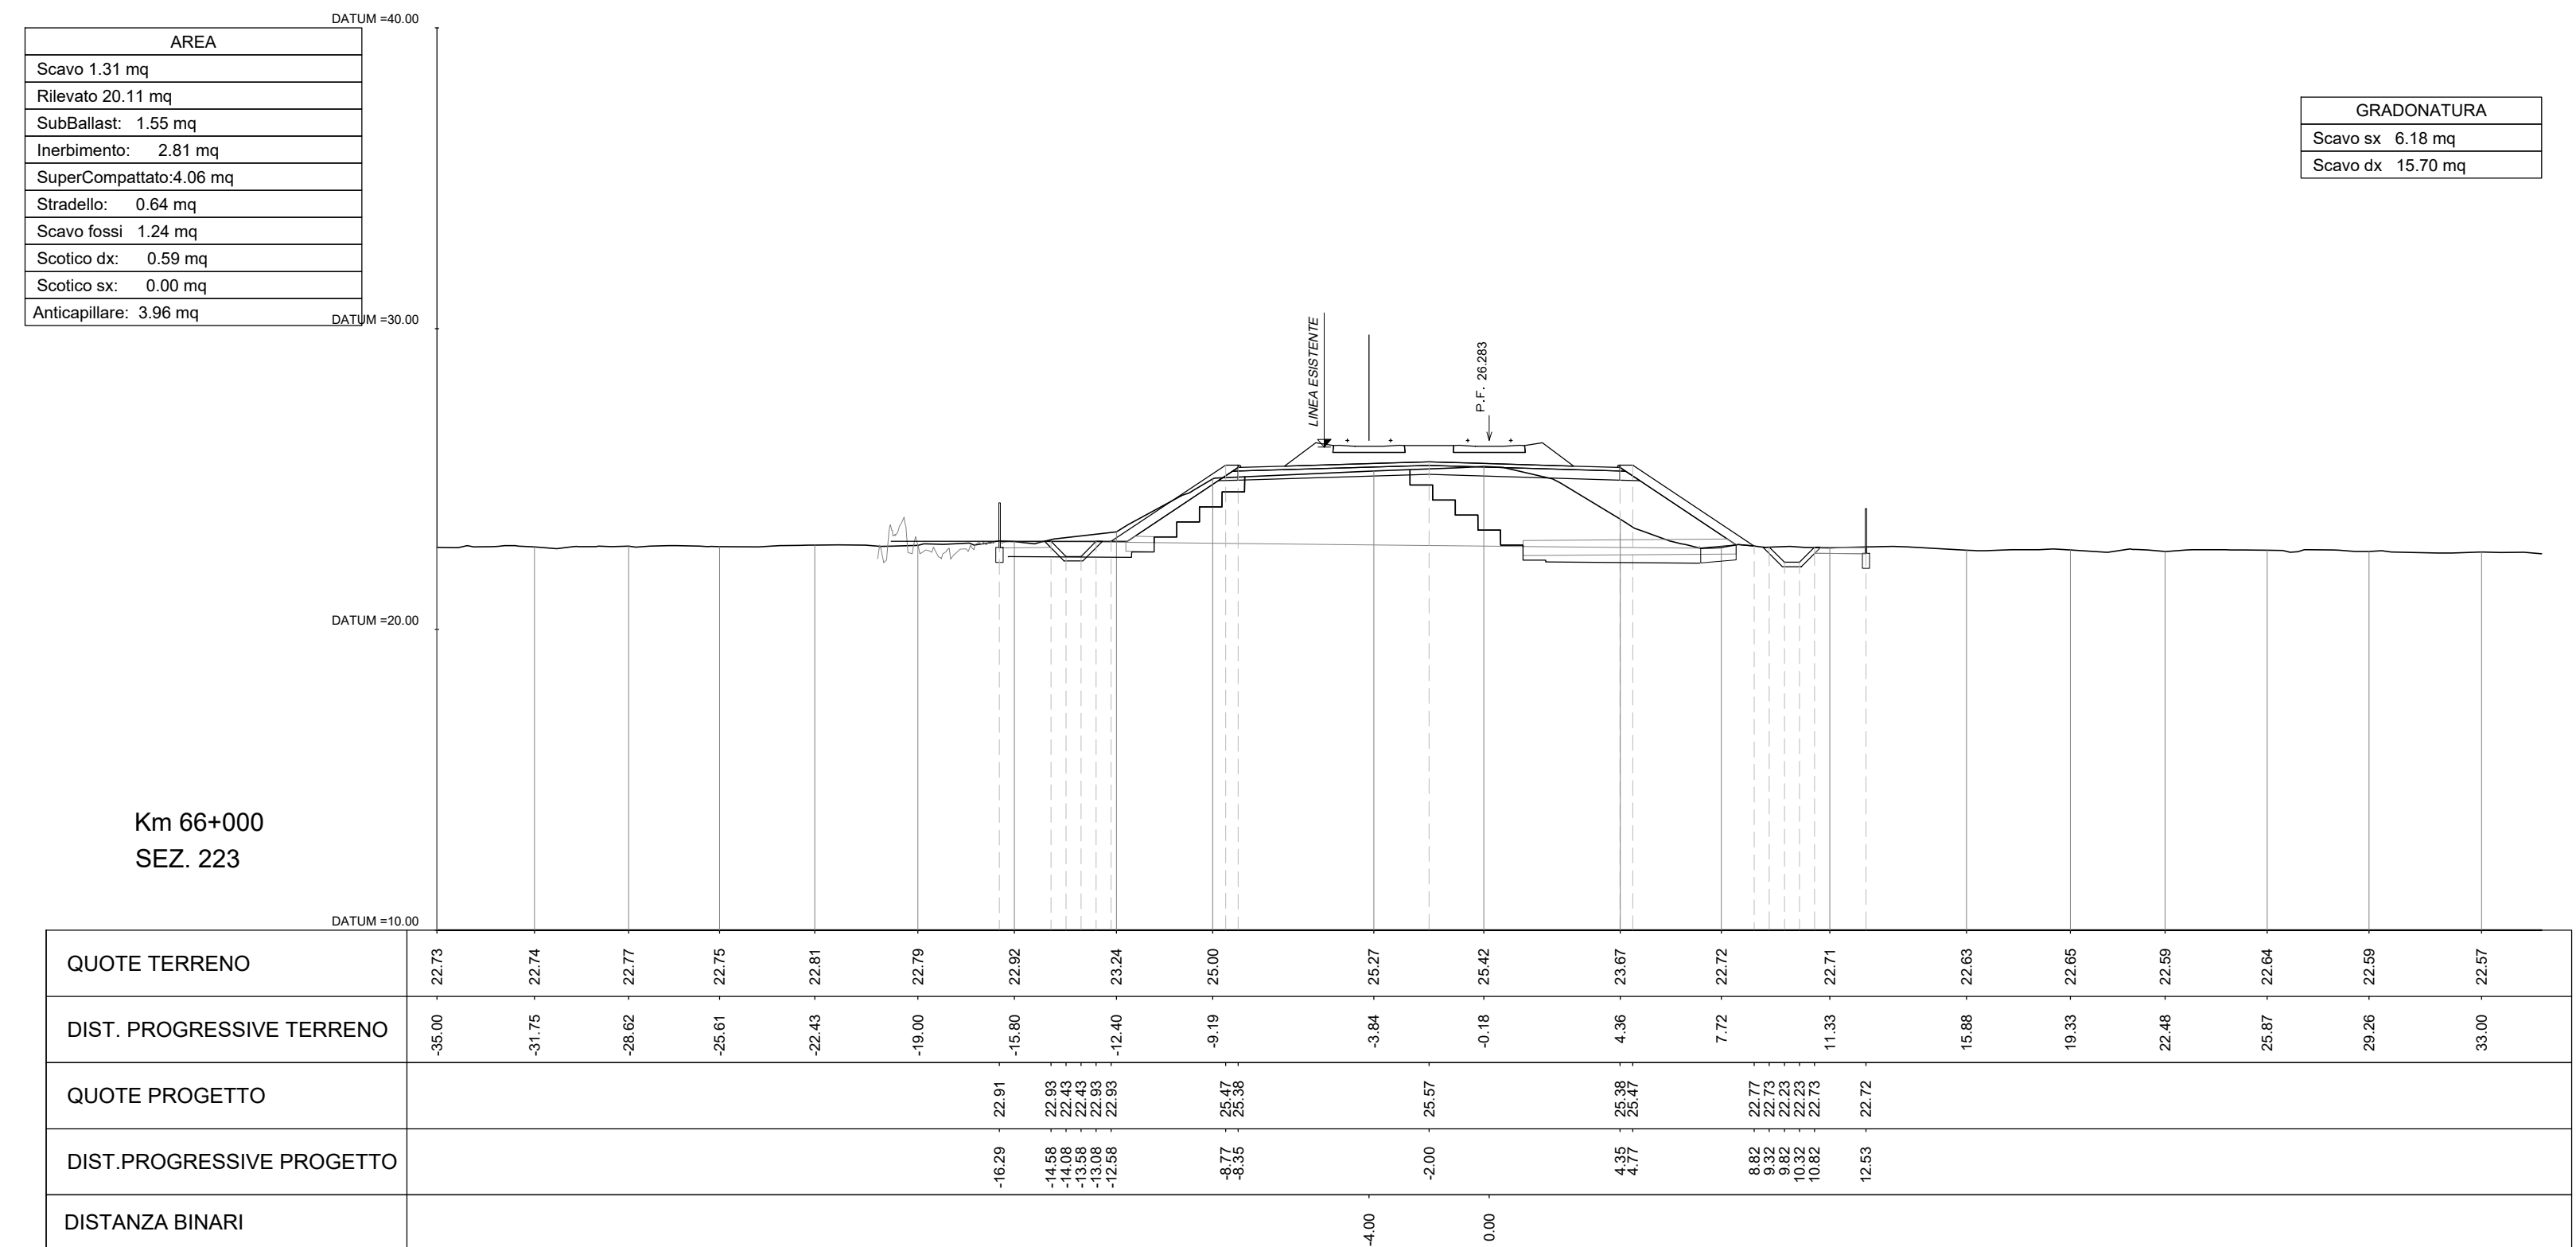 DATUM =40.00
AREA
Scavo 1.31 mq
Rilevato 20.11 mq
SubBallast: 1.55 mq
Inerbimento: 2.81 mq
SuperCompattato:4.06 mq
Stradello: 0.64 mq
Scavo fossi 1.24 mq
Scotico dx: 0.59 mq
Scotico sx: 0.00 mq
Anticapillare: 3.96 mq
GRADONATURA
Scavo sx 6.18 mq
Scavo dx 15.70 mq
DATUM =30.00
LINEA ESISTENTE
P.F. 26.283
DATUM =20.00
Km 66+000
SEZ. 223
DATUM =10.00
QUOTE TERRENO 22.73 22.74 22.77 22.75 22.81 22.79 22.92 23.24 25.00 25.27 25.42 23.67 22.72 22.71 22.63 22.65 22.59 22.64 22.59 22.57
DIST. PROGRESSIVE TERRENO -35.00 -31.75 -28.62 -25.61 -22.43 -19.00 -15.80 -12.40 -9.19 -3.84 -0.18 4.36 7.72 11.33 15.88 19.33 22.48 25.87 29.26 33.00
QUOTE PROGETTO 22.91 22.93 22.43 22.43 22.93 22.93 25.47 25.38 25.57 25.38 25.47 22.77 22.73 22.23 22.23 22.73 22.72
DIST.PROGRESSIVE PROGETTO -16.29 -14.58 -14.08 -13.58 -13.08 -12.58 -8.77 -8.35 -2.00 4.35 4.77 8.82 9.32 9.82 10.32 10.82 12.53
DISTANZA BINARI -4.00 0.00